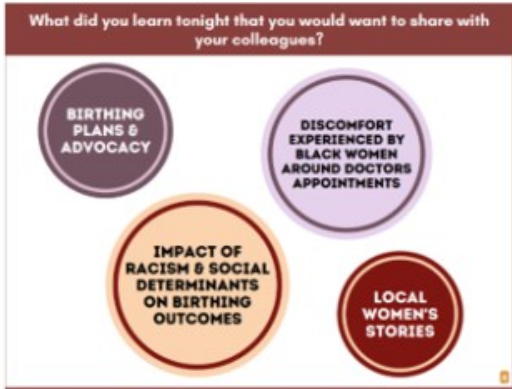 What did you learn tonight that you would want to share with
your colleagues?
BIRTHING
PLANS &
ADVOCACY
DISCOMFORT
EXPERIENCED BY
BLACK WOMEN
AROUND DOCTORS
APPOINTMENTS
IMPACT OF
RACISM & SOCIAL
DETERMINANTS
ON BIRTHING
OUTCOMES
LOCAL
WOMEN'S
STORIES